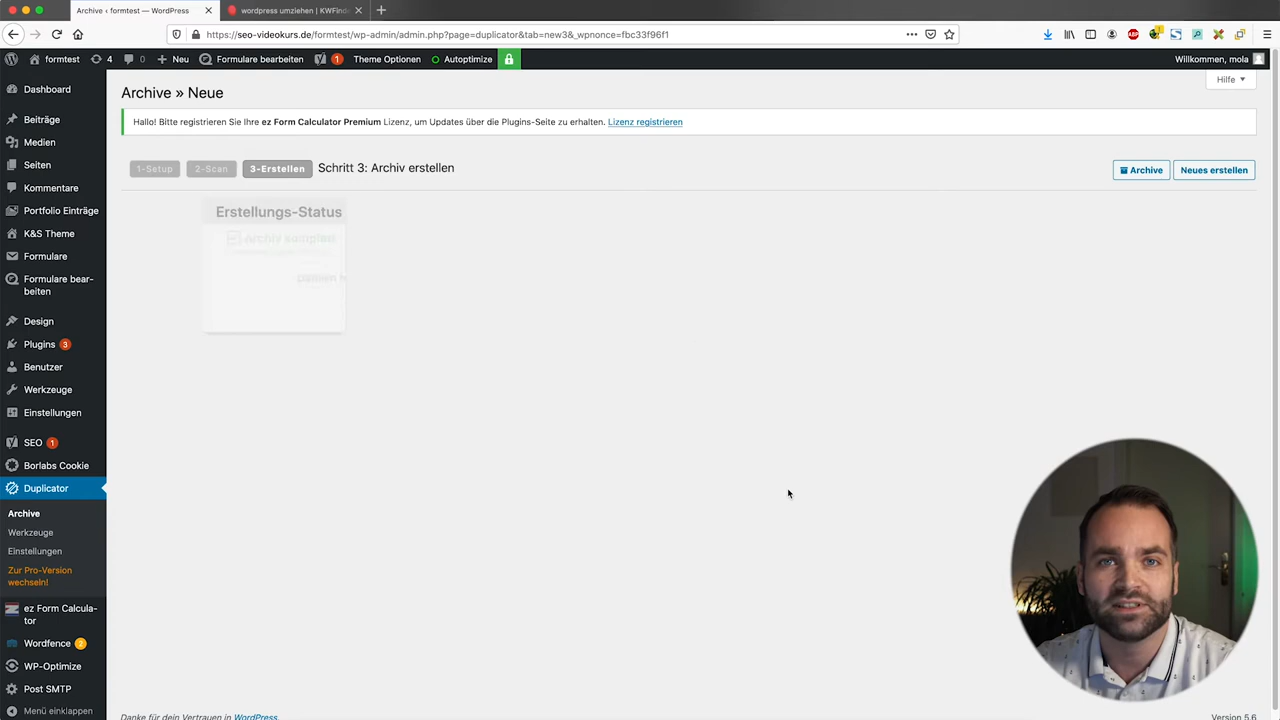 Archive ‹ formtest — WordPress
wordpress umziehen | KWFinde
https://seo-videokurs.de/formtest/wp-admin/admin.php?page=duplicator&tab=new3&_wpnonce=fbc33f96f1
formtest 4 0 + Neu Formulare bearbeiten 1 Theme Optionen Autoptimize Willkommen, mola
Hilfe
Archive » Neue
Hallo! Bitte registrieren Sie Ihre ez Form Calculator Premium Lizenz, um Updates über die Plugins-Seite zu erhalten. Lizenz registrieren
1-Setup 2-Scan 3-Erstellen Schritt 3: Archiv erstellen Archive Neues erstellen
Erstellungs-Status
Dashboard
Beiträge
Medien
Seiten
Kommentare
Portfolio Einträge
K&S Theme
Formulare
Formulare bear-
beiten
Design
Plugins 3
Benutzer
Werkzeuge
Einstellungen
SEO 1
Borlabs Cookie
Duplicator
Archive
Werkzeuge
Einstellungen
Zur Pro-Version
wechseln!
ez Form Calcula-
tor
Wordfence 2
WP-Optimize
Post SMTP
Menü einklappen
Danke für dein Vertrauen in WordPress.
Version 5.6